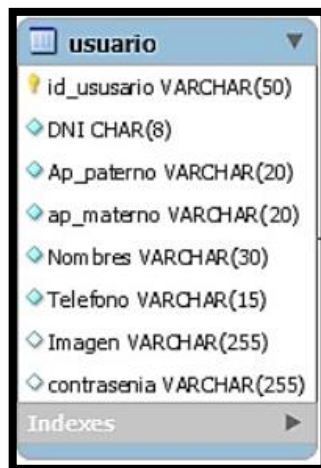 usuario
id_ususario VARCHAR(50)
DNI CHAR(8)
Ap_paterno VARCHAR(20)
ap_materno VARCHAR(20)
Nombres VARCHAR(30)
Telefono VARCHAR(15)
Imagen VARCHAR(255)
contrasenia VARCHAR(255)
Indexes